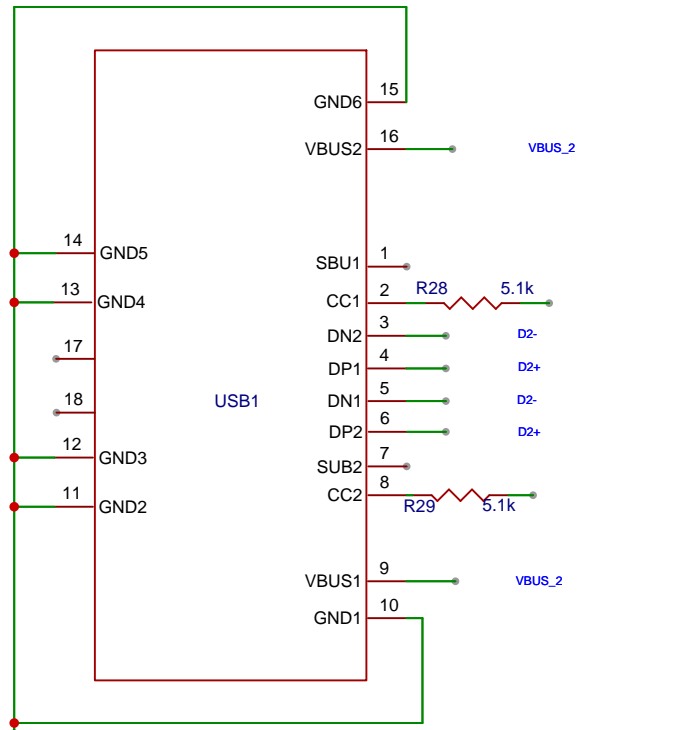 15
GND6
16
VBUS2
VBUS_2
14
GND5
1
SBU1
13
GND4
2
CC1
R28
5.1k
3
DN2
D2-
17
4
DP1
D2+
18
USB1
5
DN1
D2-
6
DP2
D2+
12
GND3
7
SUB2
11
GND2
8
CC2
R29
5.1k
9
VBUS1
VBUS_2
10
GND1